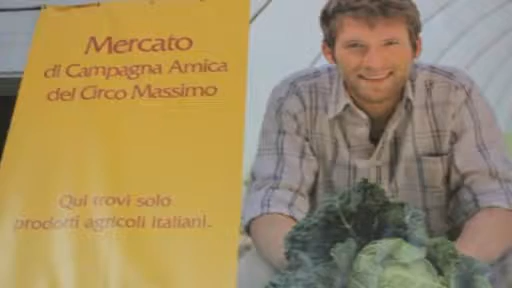 Mercato
di Campagna Amica
del Circo Massimo
Qui trovi solo
prodotti agricoli italiani.